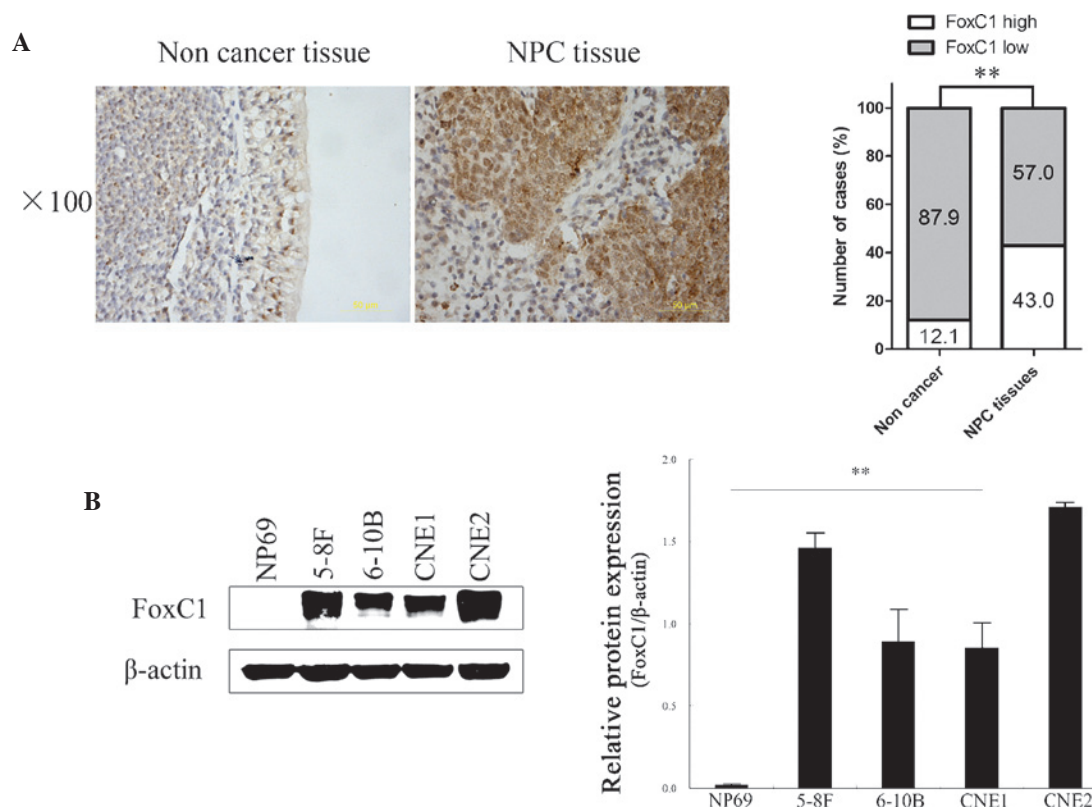 A
Non cancer tissue
NPC tissue
×100
FoxC1 high
FoxC1 low
**
Number of cases (%)
100
80
60
40
20
0
87.9
12.1
57.0
43.0
Non cancer
NPC tissues
B
NP69
5-8F
6-10B
CNE1
CNE2
FoxC1
β-actin
Relative protein expression
(FoxC1/β-actin)
**
2.0
1.5
1.0
0.5
0.0
NP69
5-8F
6-10B
CNE1
CNE2